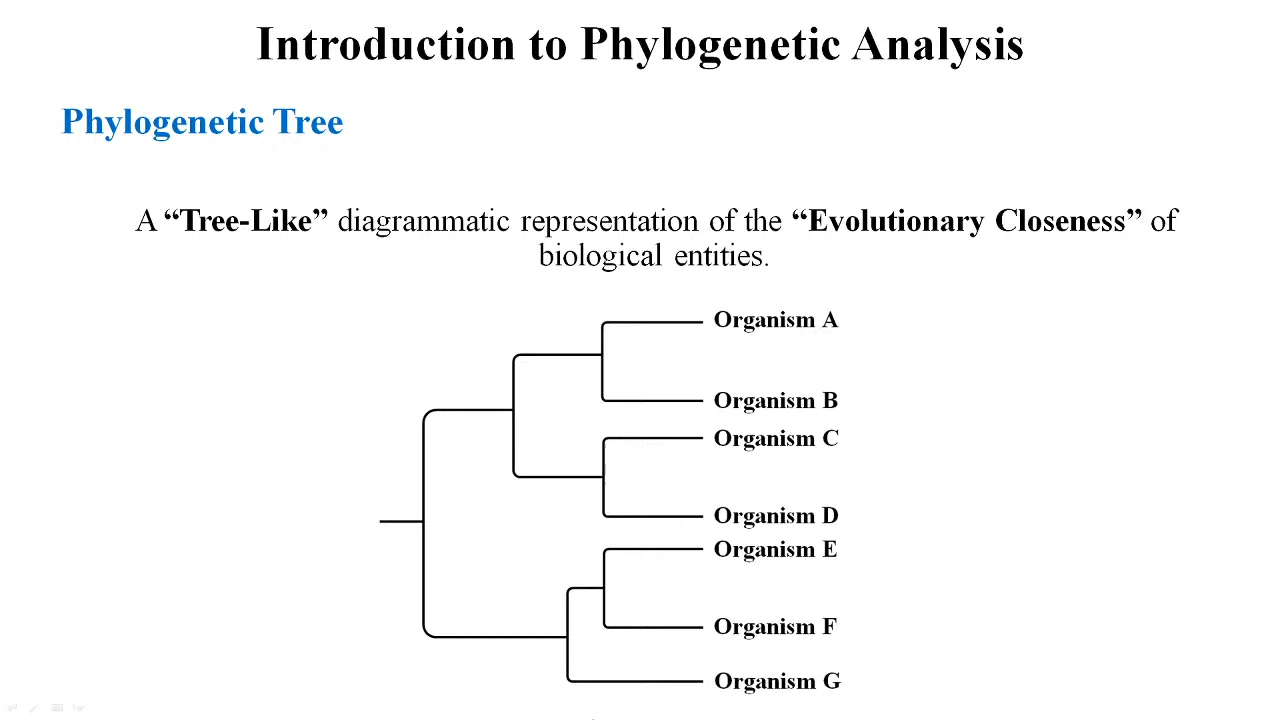 Introduction to Phylogenetic Analysis
Phylogenetic Tree
A “Tree-Like” diagrammatic representation of the “Evolutionary Closeness” of
biological entities.
Organism A
Organism B
Organism C
Organism D
Organism E
Organism F
Organism G